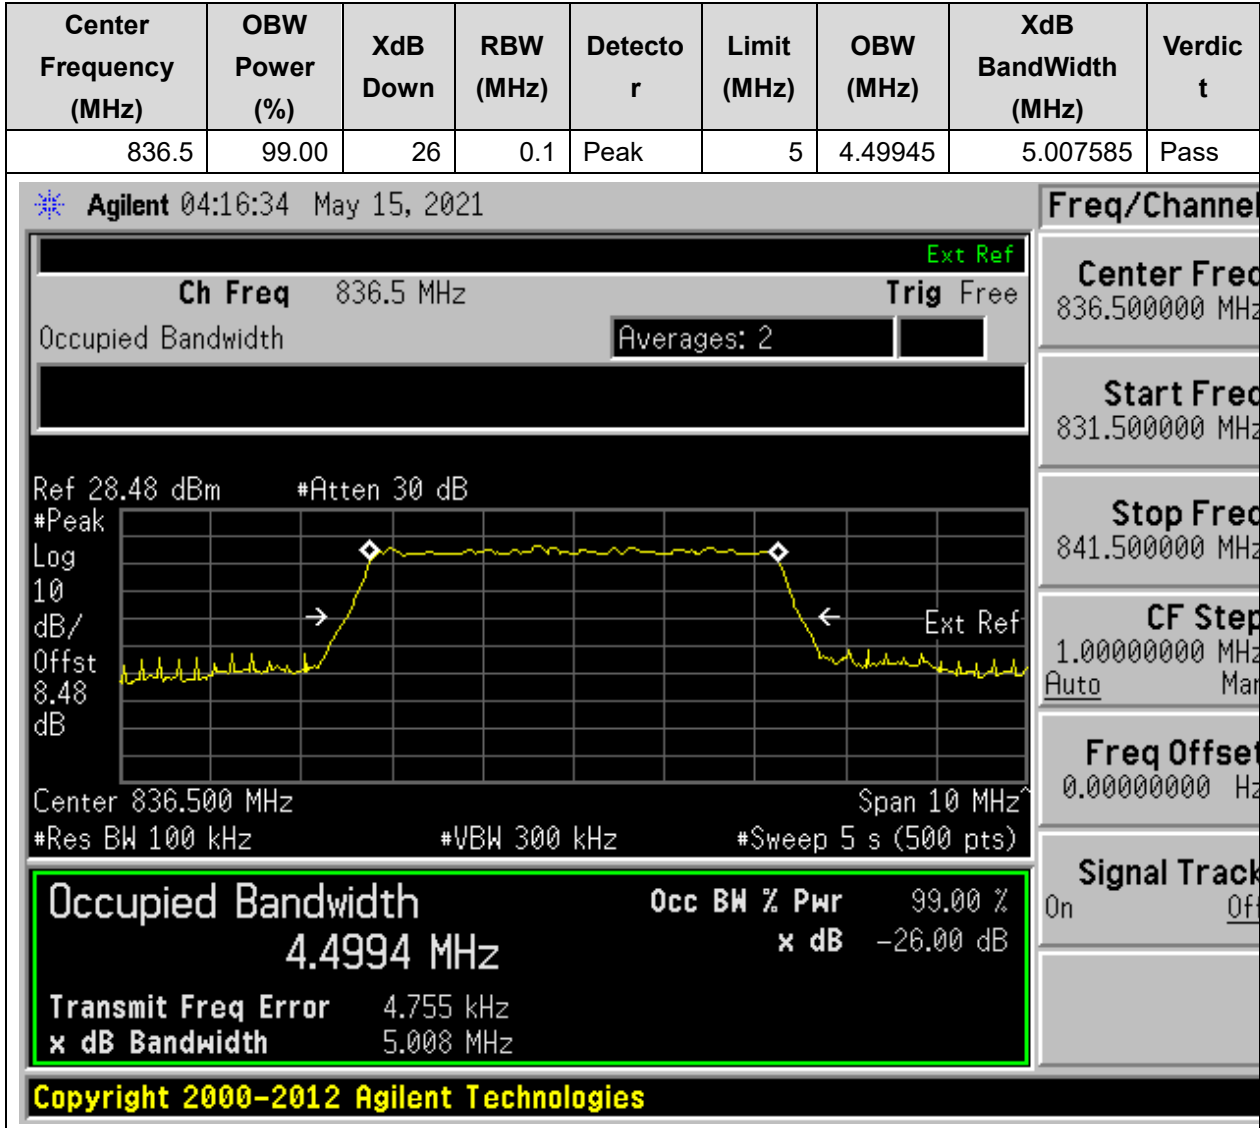 Center Frequency (MHz) OBW Power (%) XdB Down RBW (MHz) Detector Limit (MHz) OBW (MHz) XdB BandWidth (MHz) Verdict
836.5 99.00 26 0.1 Peak 5 4.49945 5.007585 Pass
Agilent 04:16:34 May 15, 2021 Freq/Channel
Ext Ref
Ch Freq 836.5 MHz Trig Free
Occupied Bandwidth Averages: 2
Center Freq
836.500000 MHz
Start Freq
831.500000 MHz
Stop Freq
841.500000 MHz
CF Step
1.00000000 MHz
Auto Man
Freq Offset
0.00000000 Hz
Signal Track
On Off
Ref 28.48 dBm #Atten 30 dB
#Peak
Log
10
dB/
Offst
8.48
dB
Ext Ref
Center 836.500 MHz Span 10 MHz^
#Res BW 100 kHz #VBW 300 kHz #Sweep 5 s (500 pts)
Occupied Bandwidth Occ BW % Pwr 99.00 %
4.4994 MHz x dB -26.00 dB
Transmit Freq Error 4.755 kHz
x dB Bandwidth 5.008 MHz
Copyright 2000-2012 Agilent Technologies